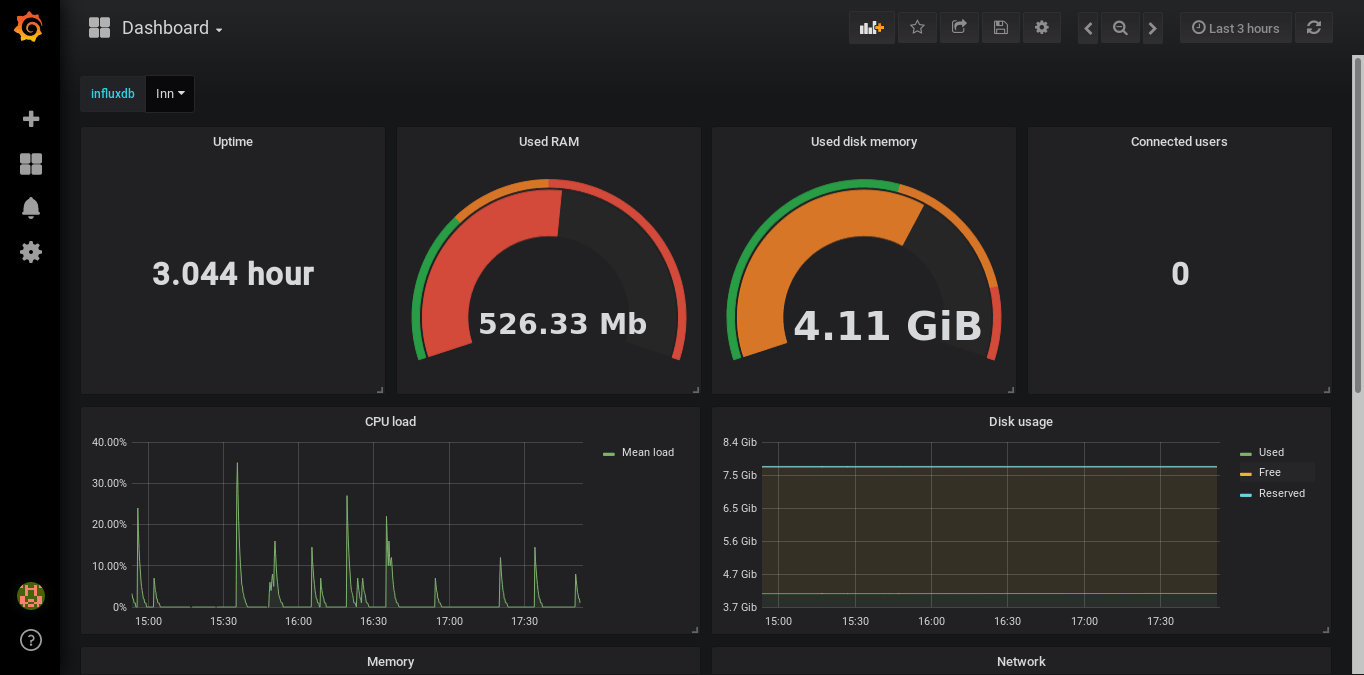 Dashboard
Last 3 hours
influxdb
Inn
Uptime
3.044 hour
Used RAM
526.33 Mb
Used disk memory
4.11 GiB
Connected users
0
CPU load
40.00%
30.00%
20.00%
10.00%
0%
15:00 15:30 16:00 16:30 17:00 17:30
Mean load
Disk usage
8.4 Gib
7.5 Gib
6.5 Gib
5.6 Gib
4.7 Gib
3.7 Gib
15:00 15:30 16:00 16:30 17:00 17:30
Used
Free
Reserved
Memory
Network
?